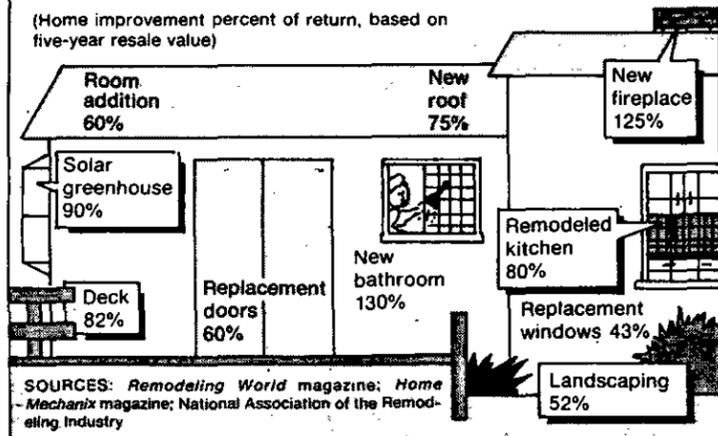 (Home improvement percent of return, based on
five-year resale value)
Room
addition
60%
New
roof
75%
New
fireplace
125%
Solar
greenhouse
90%
Remodeled
kitchen
80%
New
bathroom
130%
Deck
82%
Replacement
doors
60%
Replacement
windows 43%
Landscaping
52%
SOURCES: Remodeling World magazine; Home
Mechanix magazine; National Association of the Remod-
eling Industry